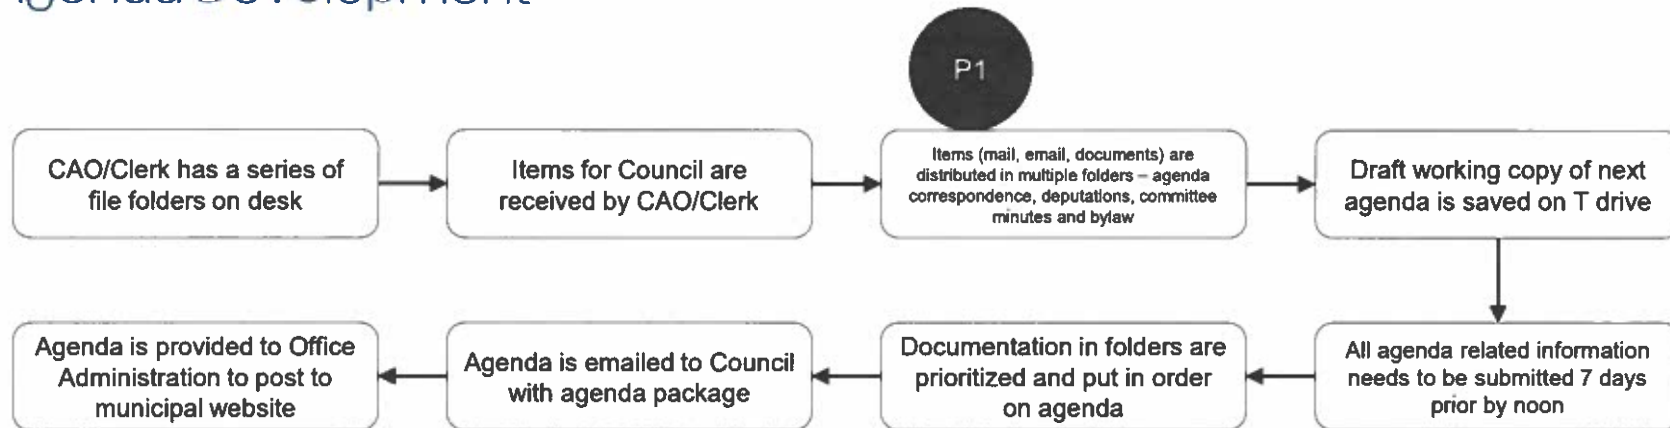 Agenda Development
P1
CAO/Clerk has a series of
file folders on desk
Items for Council are
received by CAO/Clerk
Items (mail, email, documents) are
distributed in multiple folders – agenda
correspondence, deputations, committee
minutes and bylaw
Draft working copy of next
agenda is saved on T drive
All agenda related information
needs to be submitted 7 days
prior by noon
Documentation in folders are
prioritized and put in order
on agenda
Agenda is emailed to Council
with agenda package
Agenda is provided to Office
Administration to post to
municipal website